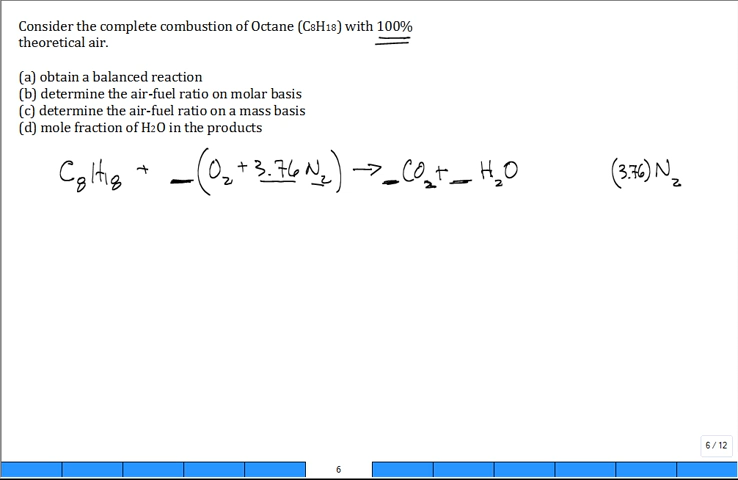 Consider the complete combustion of Octane (C8H18) with 100%
theoretical air.
(a) obtain a balanced reaction
(b) determine the air-fuel ratio on molar basis
(c) determine the air-fuel ratio on a mass basis
(d) mole fraction of H2O in the products
C₈H₁₈ + _(O₂ + 3.76 N₂) → _CO₂ + _ H₂O (3.76) N₂
6 / 12
6